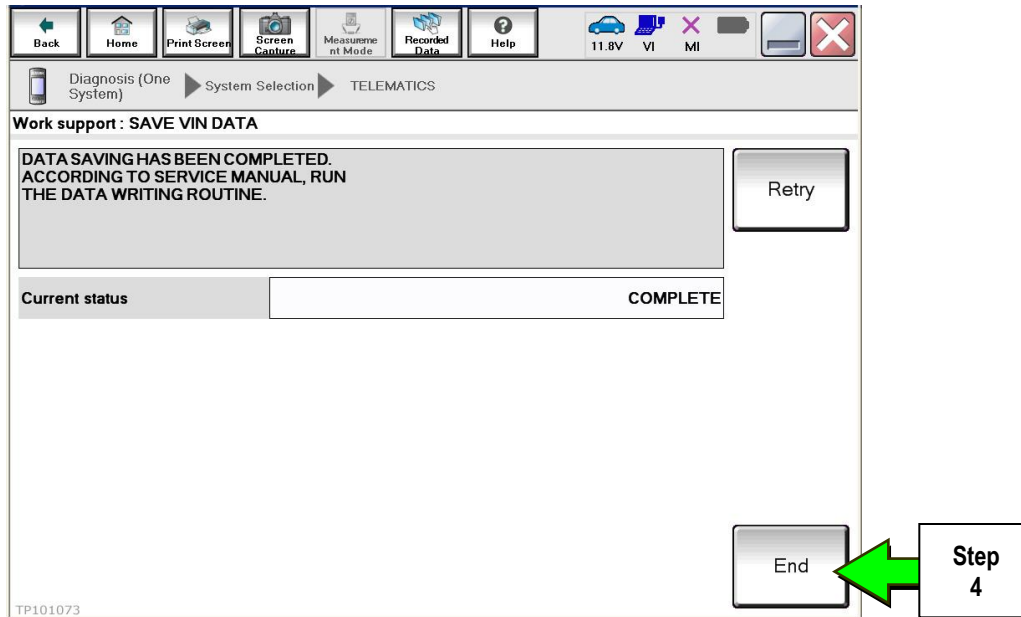 Back
Home
Print Screen
Screen
Capture
Measureme
nt Mode
Recorded
Data
Help
11.8V
VI
MI
Diagnosis (One
System)
System Selection
TELEMATICS
Work support : SAVE VIN DATA
DATA SAVING HAS BEEN COMPLETED.
ACCORDING TO SERVICE MANUAL, RUN
THE DATA WRITING ROUTINE.
Retry
Current status
COMPLETE
End
Step
4
TP101073